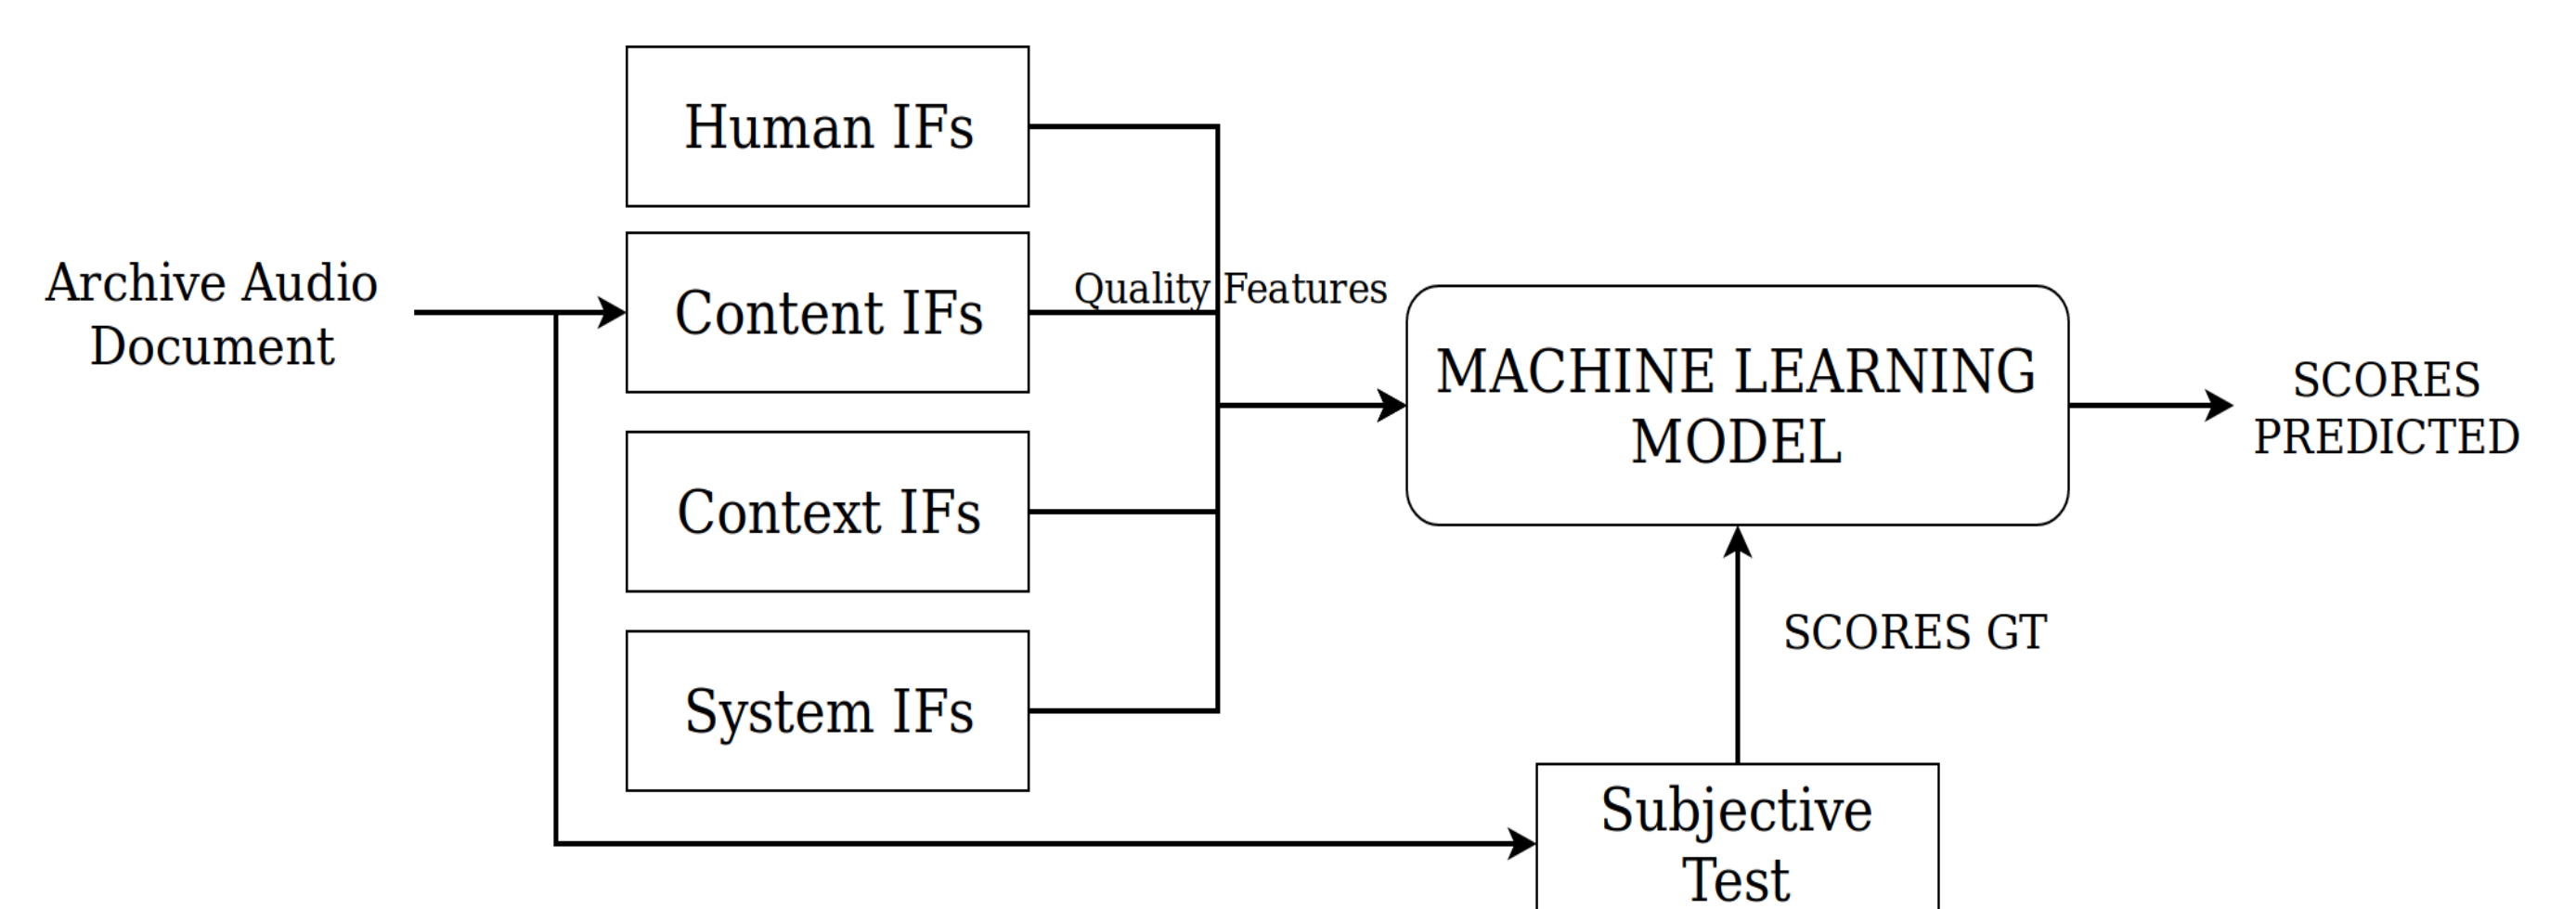 Archive Audio
Document
Human IFs
Content IFs
Context IFs
System IFs
Quality Features
MACHINE LEARNING
MODEL
SCORES
PREDICTED
SCORES GT
Subjective
Test